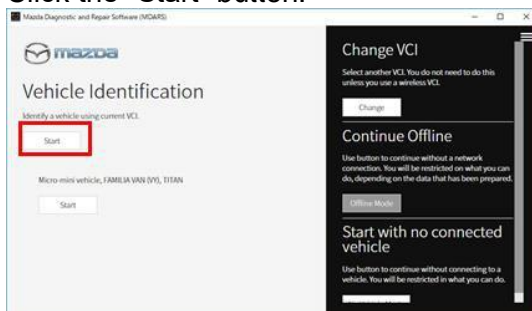 Click the "Start" button.
Mazda Diagnostic and Repair Software (MDARS)
mazda
Vehicle Identification
Identify a vehicle using current VCI.
Start
Micro-mini vehicle, FAMILIA VAN (VY), TITAN
Start
Change VCI
Select another VCI. You do not need to do this
unless you use a wireless VCI.
Change
Continue Offline
Use button to continue without a network
connection. You will be restricted on what you can
do, depending on the data that has been prepared.
Offline Mode
Start with no connected
vehicle
Use button to continue without connecting to a
vehicle. You will be restricted in what you can do.